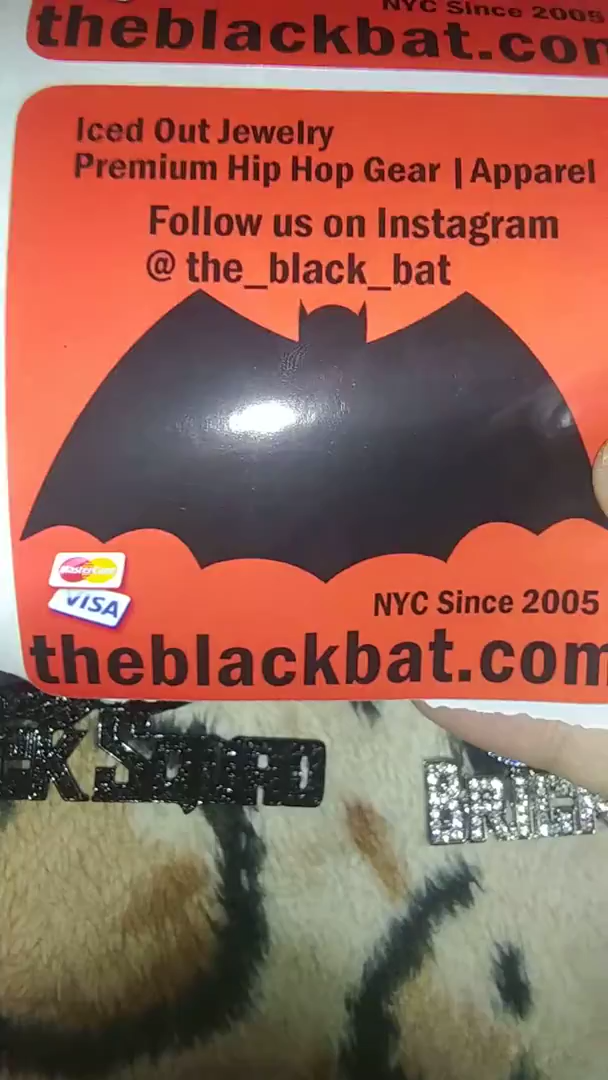 NYC Since 2005
theblackbat.com
Iced Out Jewelry
Premium Hip Hop Gear | Apparel
Follow us on Instagram
@ the_black_bat
MasterCard
VISA
NYC Since 2005
theblackbat.com
Squad